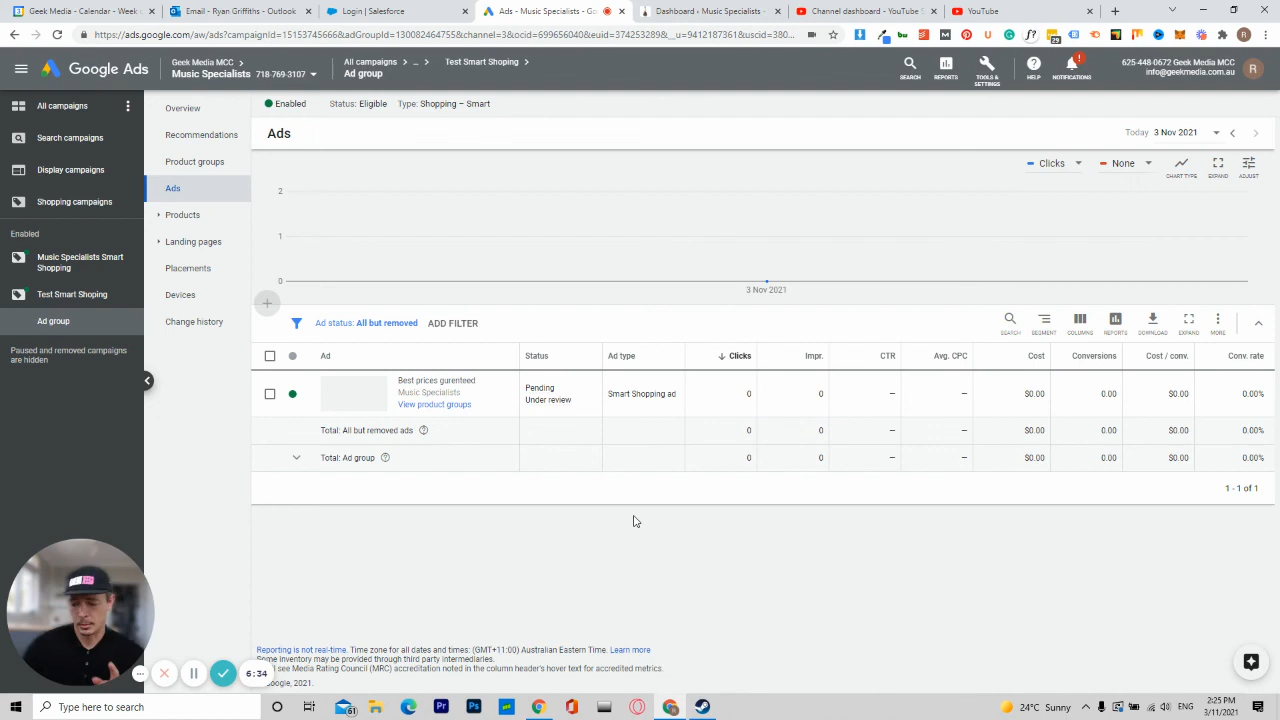 Geek Media - Calendar - Week
Email - Ryan Griffiths - Outlook
Login | Salesforce
Ads - Music Specialists - Go
Dashboard ‹ Music Specialists –
Channel dashboard - YouTube S
YouTube
ads.google.com/aw/ads?campaignId=15153745666&adGroupId=130082464755&channel=3&ocid=699656040&euid=374253289&__u=9412187361&uscid=380...
Google Ads
Geek Media MCC >
Music Specialists 718-769-3107
All campaigns > ... > Test Smart Shoping >
Ad group
SEARCH
REPORTS
TOOLS & SETTINGS
HELP
NOTIFICATIONS
625-448-0672 Geek Media MCC
info@geekmedia.com.au
R
All campaigns
Search campaigns
Display campaigns
Shopping campaigns
Enabled
Music Specialists Smart
Shopping
Test Smart Shoping
Ad group
Paused and removed campaigns
are hidden
Overview
Recommendations
Product groups
Ads
Products
Landing pages
Placements
Devices
Change history
Enabled Status: Eligible Type: Shopping – Smart
Ads
Today 3 Nov 2021
Clicks
None
CHART TYPE
EXPAND
ADJUST
2
1
0
3 Nov 2021
Ad status: All but removed ADD FILTER
SEARCH SEGMENT COLUMNS REPORTS DOWNLOAD EXPAND MORE
Ad Status Ad type Clicks Impr. CTR Avg. CPC Cost Conversions Cost / conv. Conv. rate
Best prices gurenteed
Music Specialists
View product groups
Pending
Under review
Smart Shopping ad 0 0 – – $0.00 0.00 $0.00 0.00%
Total: All but removed ads 0 0 – – $0.00 0.00 $0.00 0.00%
Total: Ad group 0 0 – – $0.00 0.00 $0.00 0.00%
1 - 1 of 1
Reporting is not real-time. Time zone for all dates and times: (GMT+11:00) Australian Eastern Time. Learn more
Some inventory may be provided through third party intermediaries.
see Media Rating Council (MRC) accreditation noted in the column header's hover text for accredited metrics.
Google, 2021.
6:34
Type here to search
61
24°C Sunny
ENG
2:25 PM
3/11/2021